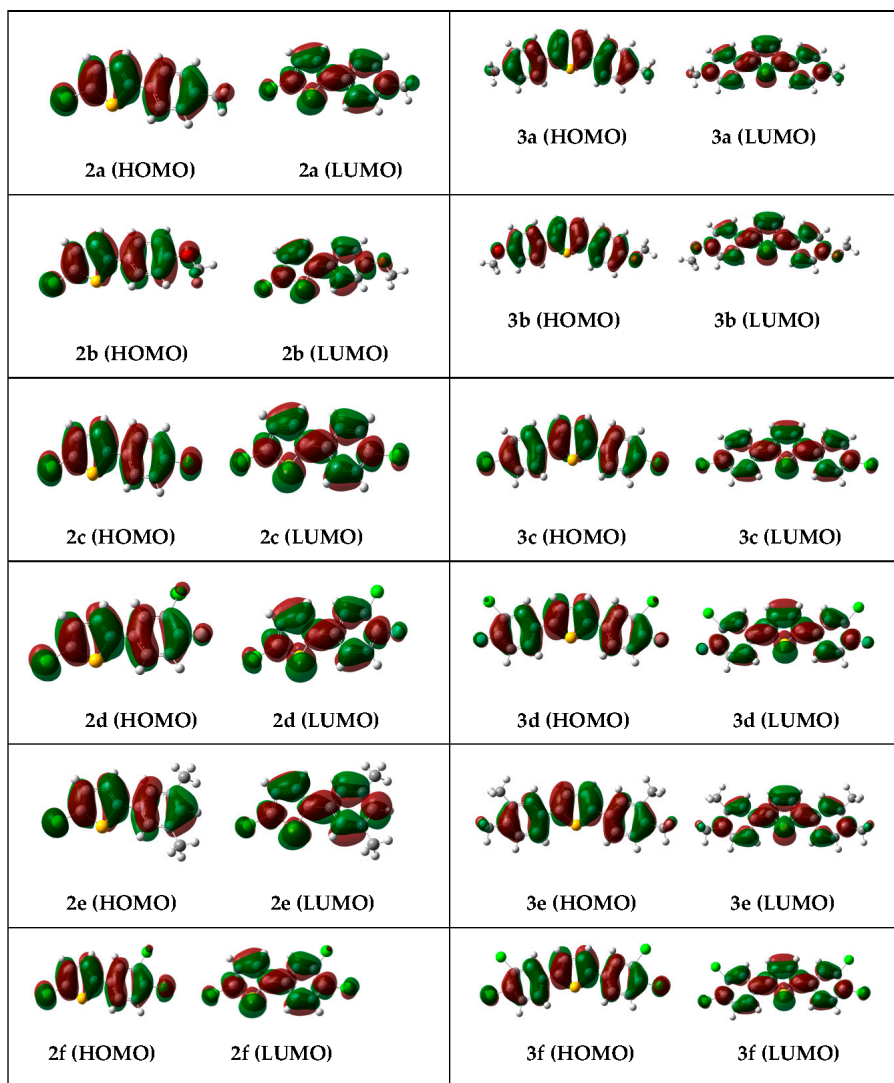 2a (HOMO) 2a (LUMO) 3a (HOMO) 3a (LUMO)
2b (HOMO) 2b (LUMO) 3b (HOMO) 3b (LUMO)
2c (HOMO) 2c (LUMO) 3c (HOMO) 3c (LUMO)
2d (HOMO) 2d (LUMO) 3d (HOMO) 3d (LUMO)
2e (HOMO) 2e (LUMO) 3e (HOMO) 3e (LUMO)
2f (HOMO) 2f (LUMO) 3f (HOMO) 3f (LUMO)